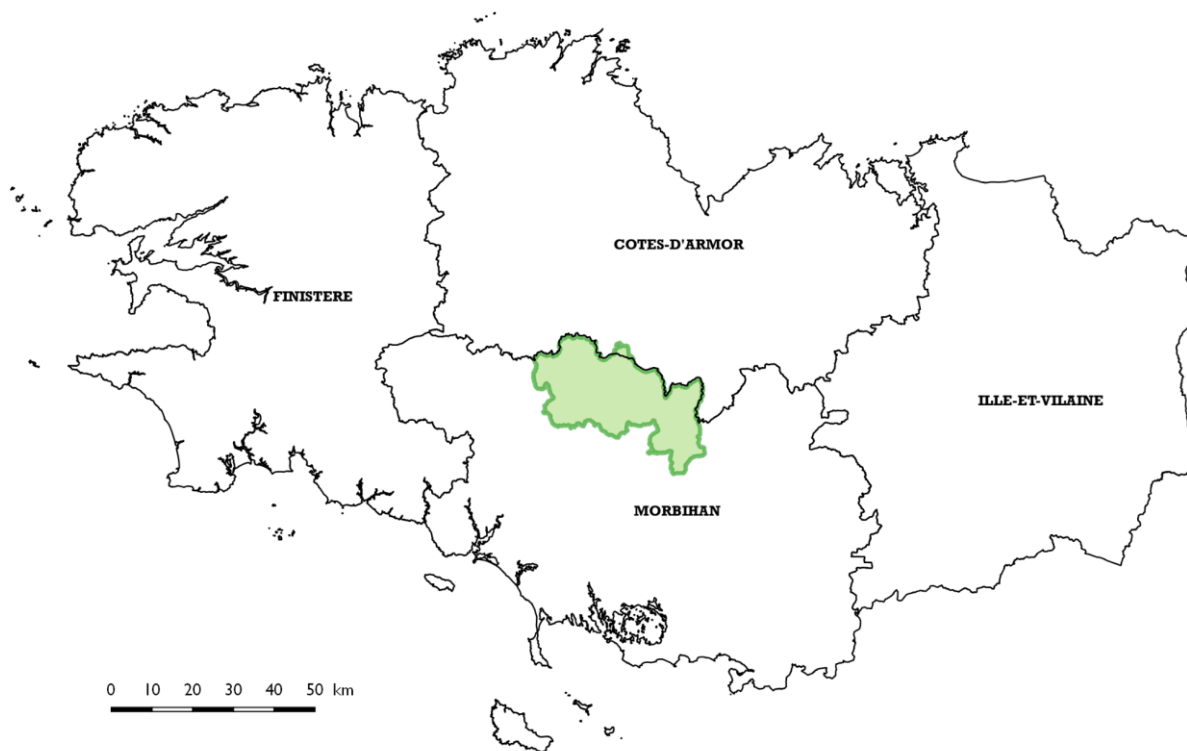 COTES-D'ARMOR
FINISTERE
ILLE-ET-VILAINE
MORBIHAN
0 10 20 30 40 50 km